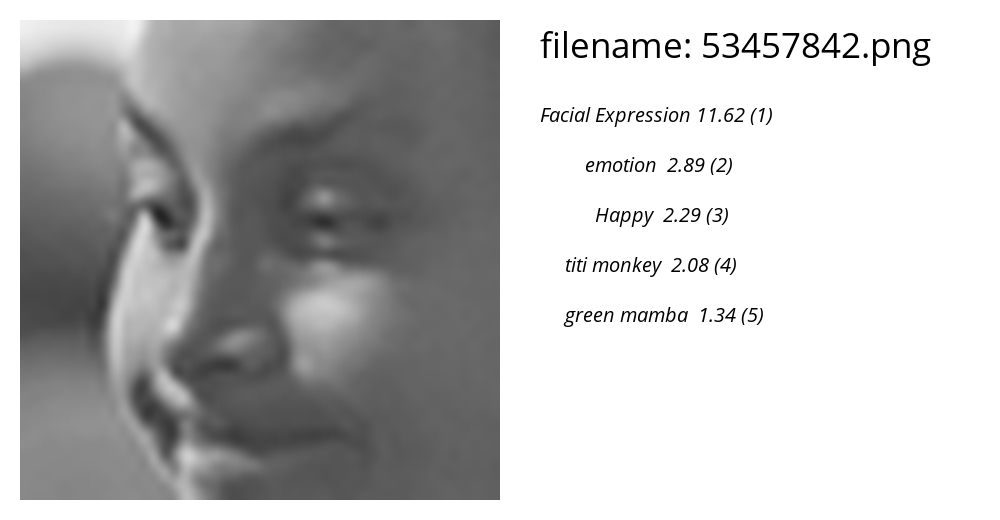 filename: 53457842.png
Facial Expression 11.62 (1)
emotion 2.89 (2)
Happy 2.29 (3)
titi monkey 2.08 (4)
green mamba 1.34 (5)